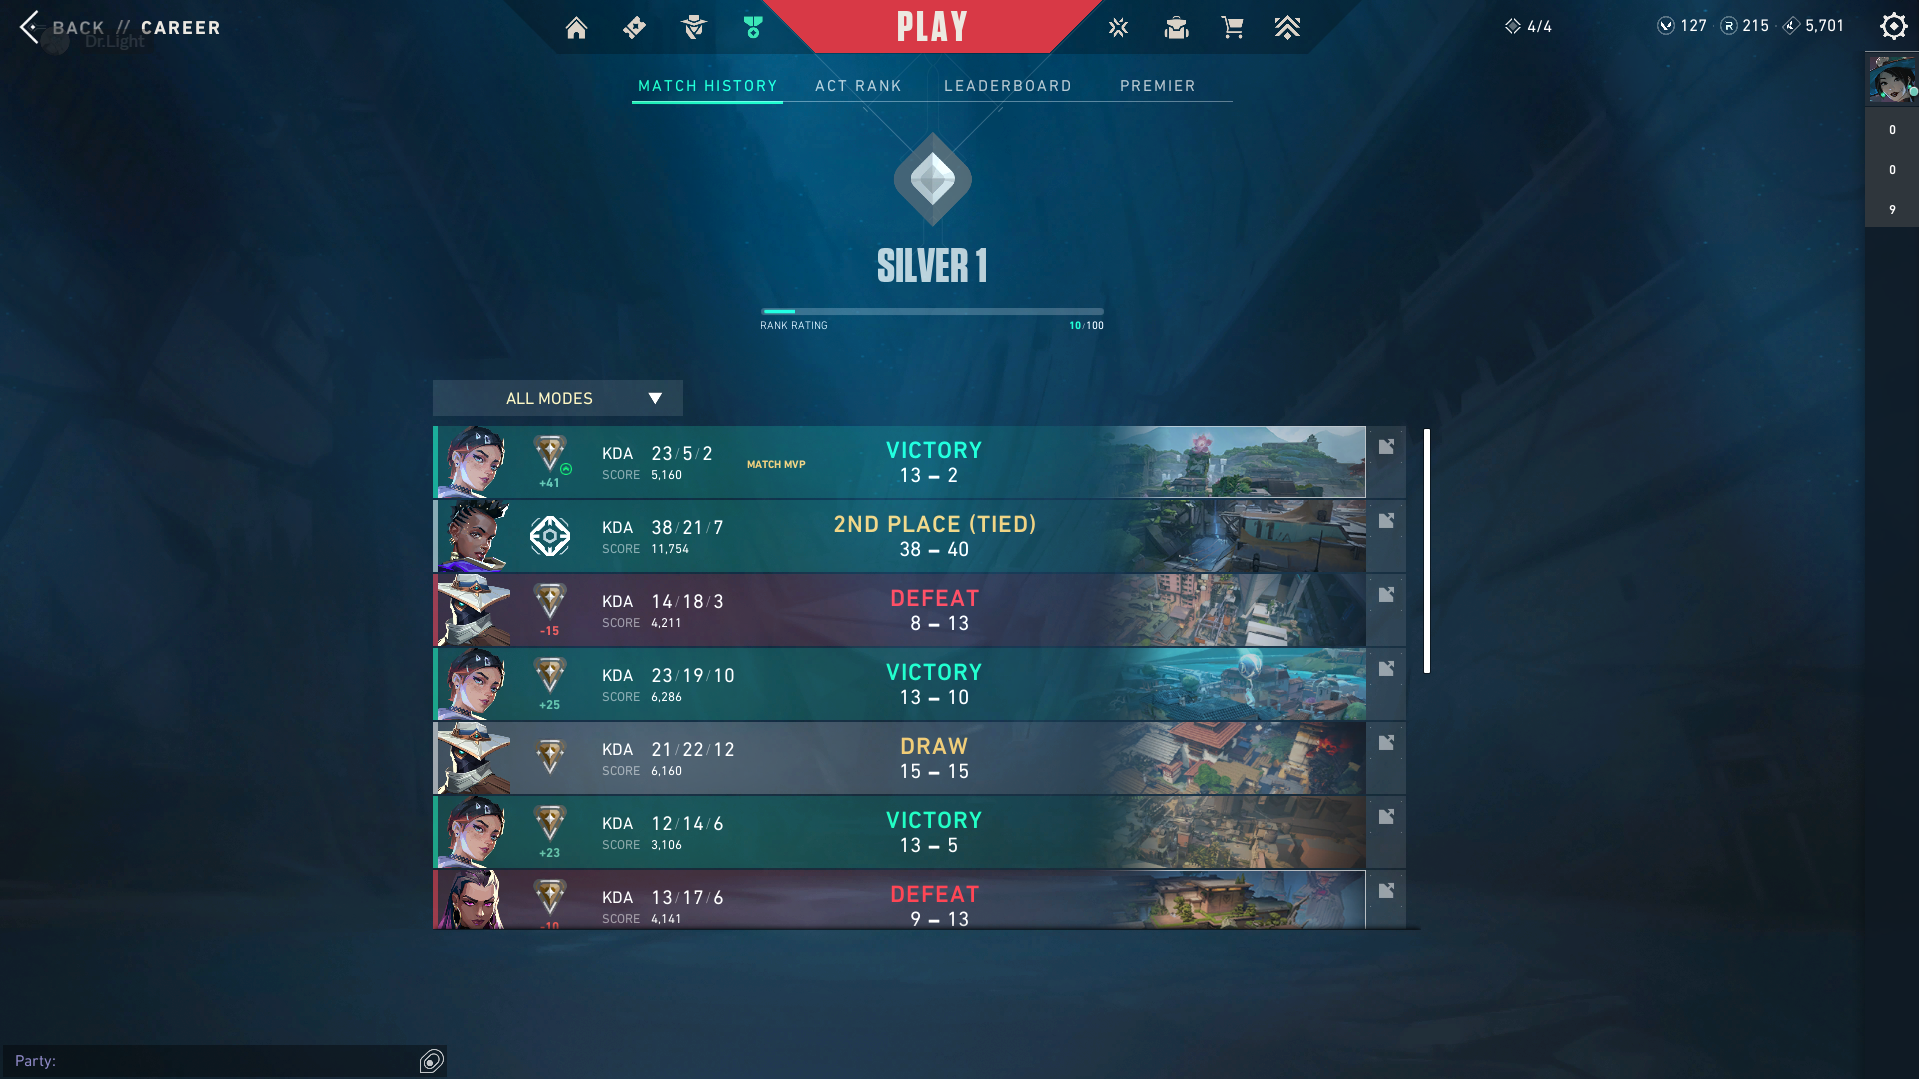 BACK // CAREER
Dr.Light
PLAY
4/4
127 215 5,701
MATCH HISTORY ACT RANK LEADERBOARD PREMIER
0
0
9
SILVER 1
RANK RATING 10/100
ALL MODES
KDA 23/5/2
SCORE 5,160
+41
MATCH MVP
VICTORY
13 – 2
KDA 38/21/7
SCORE 11,754
2ND PLACE (TIED)
38 – 40
KDA 14/18/3
SCORE 4,211
-15
DEFEAT
8 – 13
KDA 23/19/10
SCORE 6,286
+25
VICTORY
13 – 10
KDA 21/22/12
SCORE 6,160
DRAW
15 – 15
KDA 12/14/6
SCORE 3,106
+23
VICTORY
13 – 5
KDA 13/17/6
SCORE 4,141
DEFEAT
9 – 13
Party: